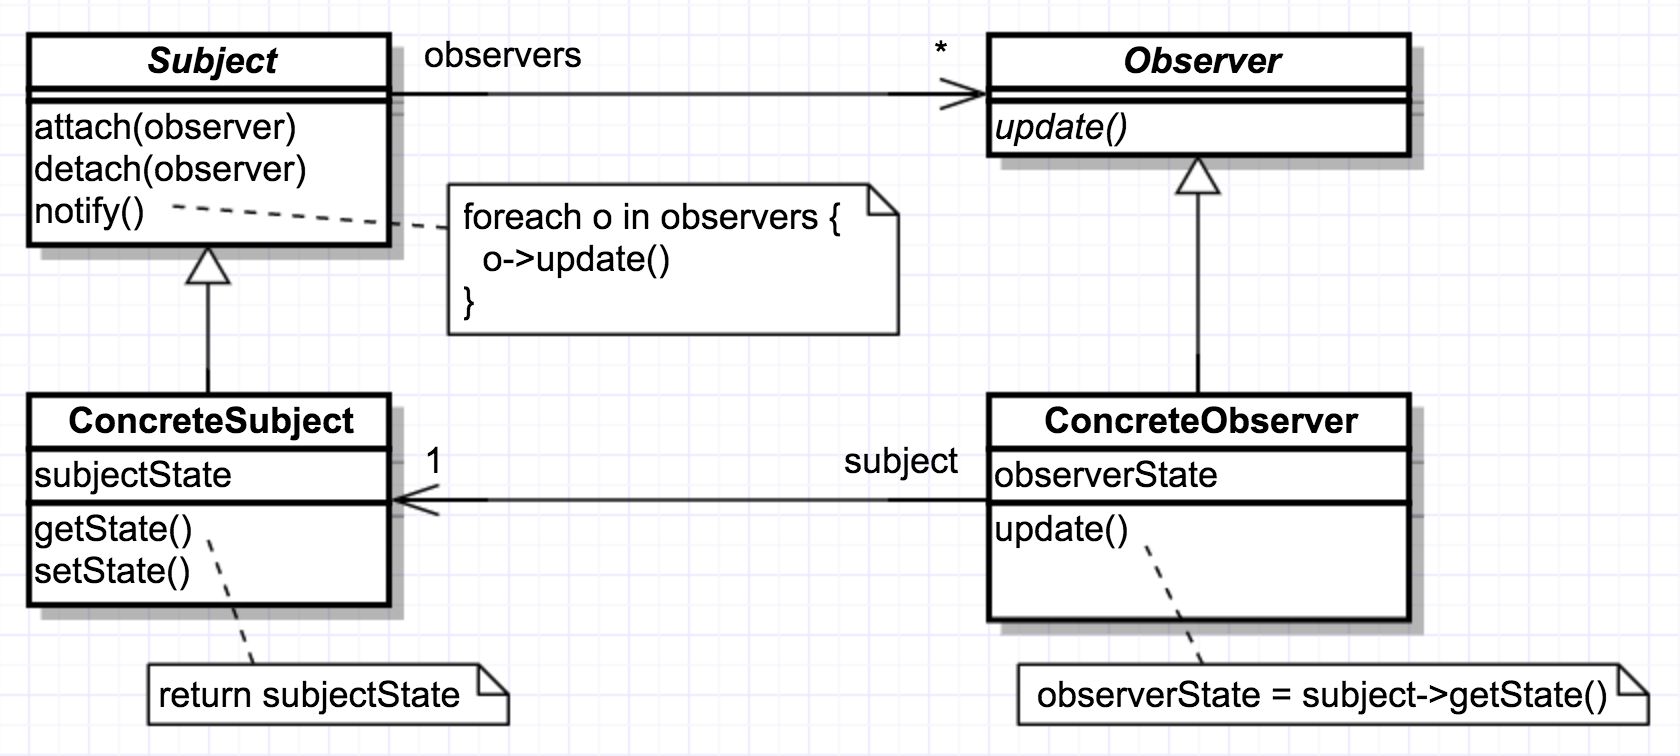 Subject
attach(observer)
detach(observer)
notify()
observers
*
Observer
update()
foreach o in observers {
o->update()
}
ConcreteSubject
subjectState
getState()
setState()
1
subject
ConcreteObserver
observerState
update()
return subjectState
observerState = subject->getState()